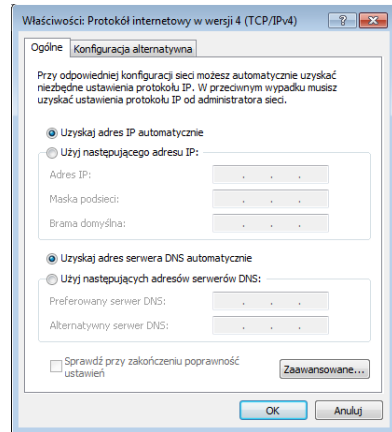 Właściwości: Protokół internetowy w wersji 4 (TCP/IPv4)
Ogólne
Konfiguracja alternatywna
Przy odpowiedniej konfiguracji sieci możesz automatycznie uzyskać
niezbędne ustawienia protokołu IP. W przeciwnym wypadku musisz
uzyskać ustawienia protokołu IP od administratora sieci.
Uzyskaj adres IP automatycznie
Użyj następującego adresu IP:
Adres IP:
Maska podsieci:
Brama domyślna:
Uzyskaj adres serwera DNS automatycznie
Użyj następujących adresów serwerów DNS:
Preferowany serwer DNS:
Alternatywny serwer DNS:
Sprawdź przy zakończeniu poprawność
ustawień
Zaawansowane...
OK
Anuluj